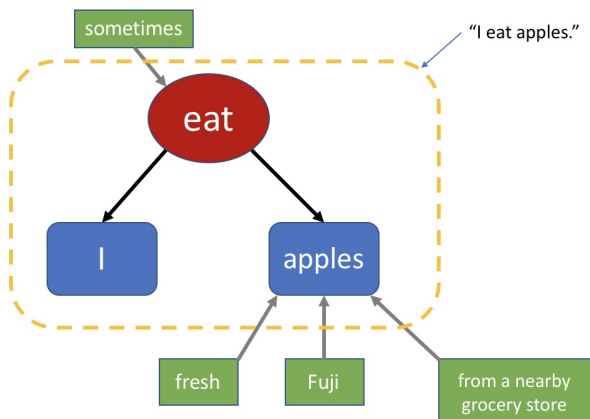 sometimes
“I eat apples.”
eat
I
apples
fresh
Fuji
from a nearby
grocery store